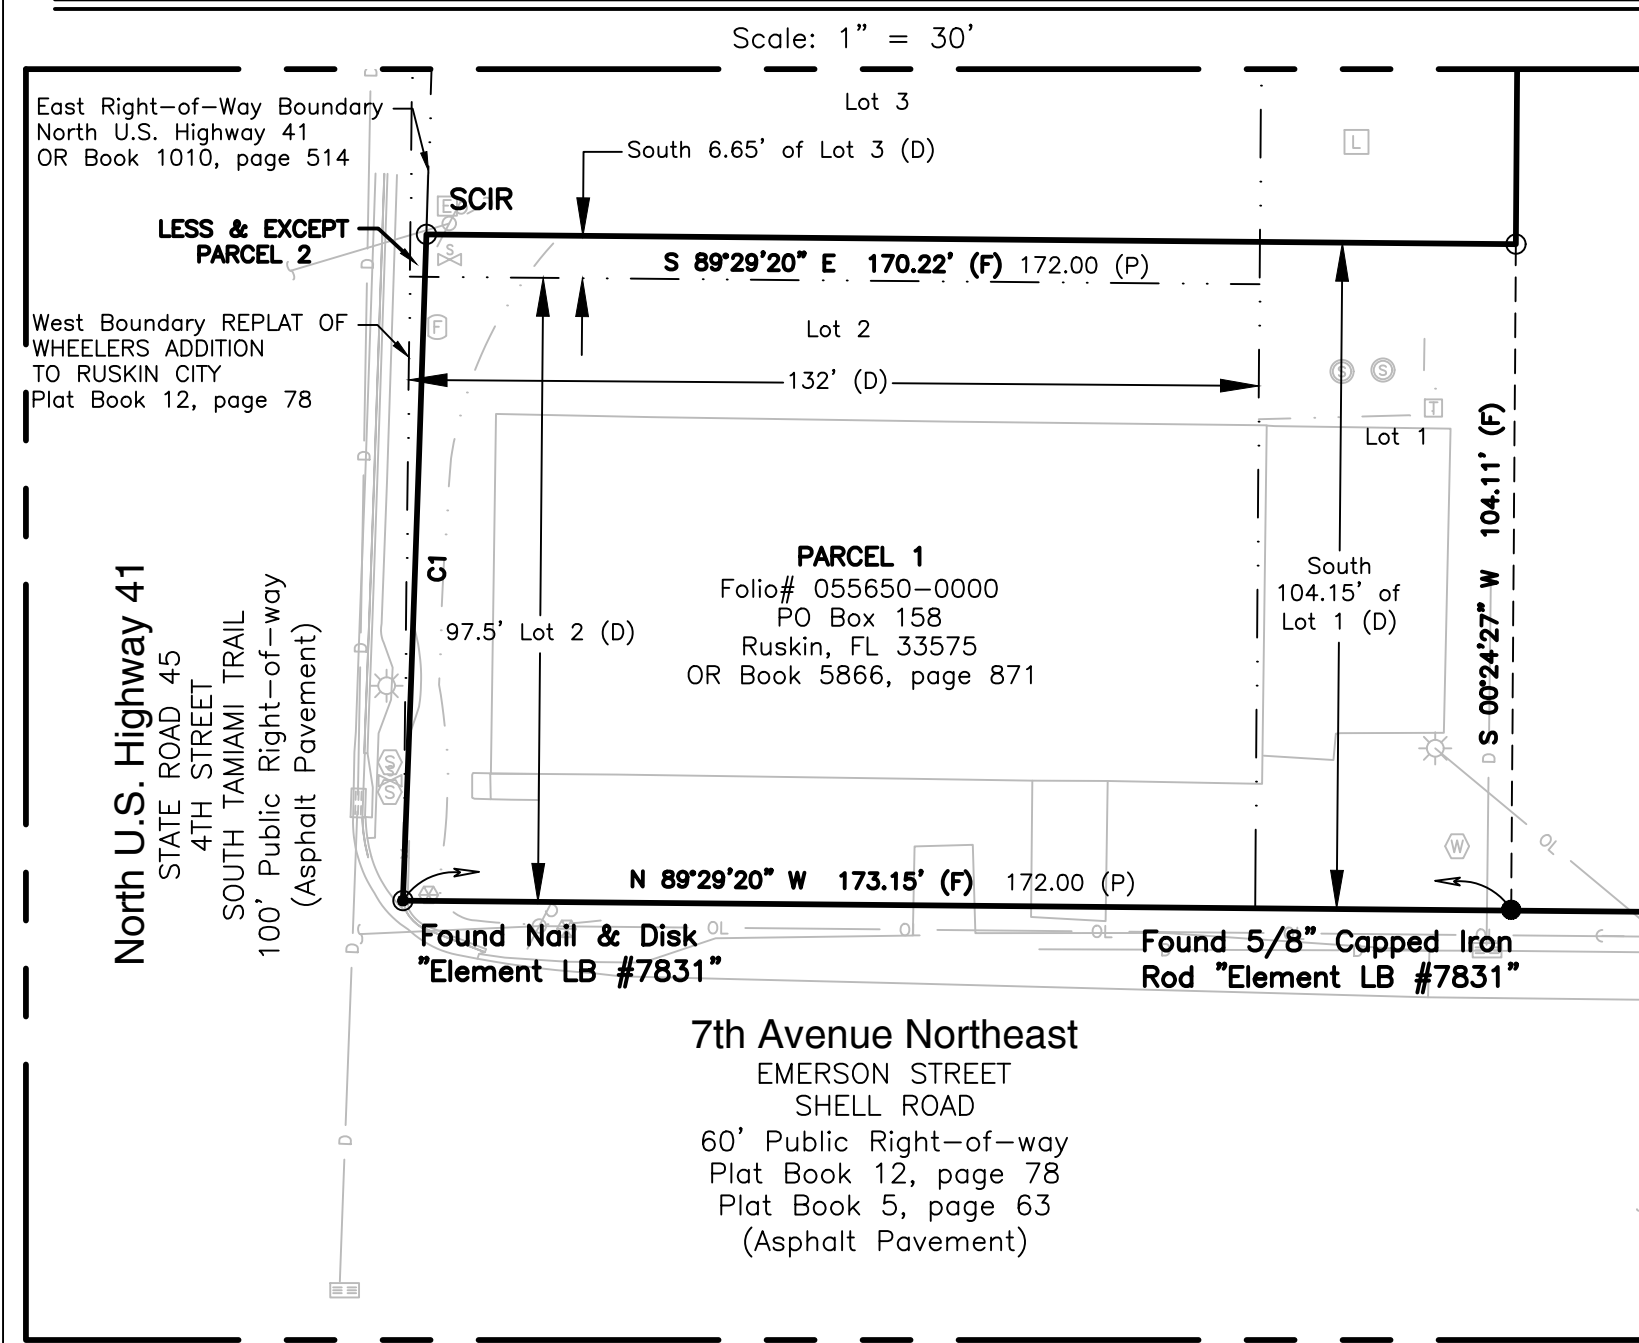 Scale: 1" = 30'
East Right-of-Way Boundary
North U.S. Highway 41
OR Book 1010, page 514
Lot 3
South 6.65' of Lot 3 (D)
L
E
SCIR
LESS & EXCEPT
PARCEL 2
S 89°29'20" E 170.22' (F) 172.00 (P)
West Boundary REPLAT OF
WHEELERS ADDITION
TO RUSKIN CITY
Plat Book 12, page 78
F
Lot 2
132' (D)
S
S
T
Lot 1
S 00°24'27" W 104.11' (F)
C1
PARCEL 1
Folio# 055650-0000
PO Box 158
Ruskin, FL 33575
OR Book 5866, page 871
97.5' Lot 2 (D)
South
104.15' of
Lot 1 (D)
North U.S. Highway 41
STATE ROAD 45
4TH STREET
SOUTH TAMIAMI TRAIL
100' Public Right-of-way
(Asphalt Pavement)
S
S
W
OL
N 89°29'20" W 173.15' (F) 172.00 (P)
OL
OL
OL
OL
Found Nail & Disk
"Element LB #7831"
Found 5/8" Capped Iron
Rod "Element LB #7831"
7th Avenue Northeast
EMERSON STREET
SHELL ROAD
60' Public Right-of-way
Plat Book 12, page 78
Plat Book 5, page 63
(Asphalt Pavement)
D
D
D
D
D
D